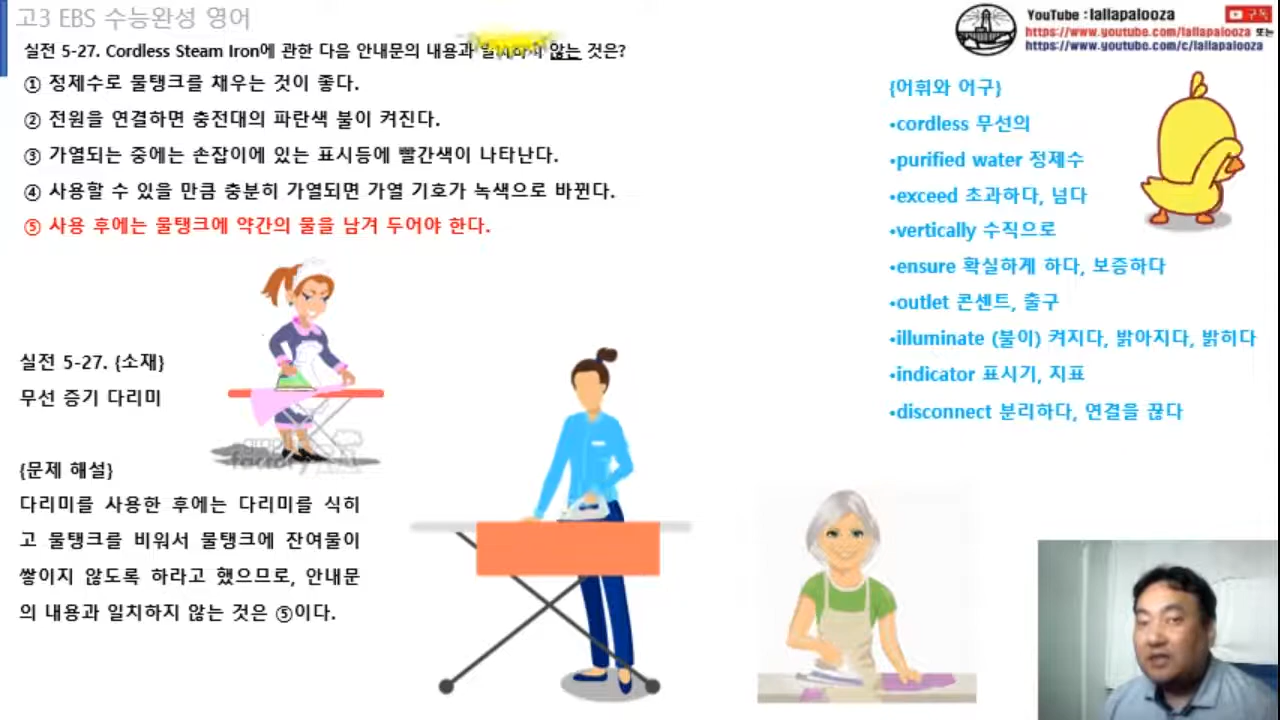 고3 EBS 수능완성 영어
실전 5-27. Cordless Steam Iron에 관한 다음 안내문의 내용과 일치하지 않는 것은?
① 정제수로 물탱크를 채우는 것이 좋다.
② 전원을 연결하면 충전대의 파란색 불이 켜진다.
③ 가열되는 중에는 손잡이에 있는 표시등에 빨간색이 나타난다.
④ 사용할 수 있을 만큼 충분히 가열되면 가열 기호가 녹색으로 바뀐다.
⑤ 사용 후에는 물탱크에 약간의 물을 남겨 두어야 한다.
실전 5-27. {소재}
무선 증기 다리미
{문제 해설}
다리미를 사용한 후에는 다리미를 식히
고 물탱크를 비워서 물탱크에 잔여물이
쌓이지 않도록 하라고 했으므로, 안내문
의 내용과 일치하지 않는 것은 ⑤이다.
YouTube : lallapalooza
구독
https://www.youtube.com/lallapalooza 또는
https://www.youtube.com/c/lallapalooza
{어휘와 어구}
•cordless 무선의
•purified water 정제수
•exceed 초과하다, 넘다
•vertically 수직으로
•ensure 확실하게 하다, 보증하다
•outlet 콘센트, 출구
•illuminate (불이) 켜지다, 밝아지다, 밝히다
•indicator 표시기, 지표
•disconnect 분리하다, 연결을 끊다